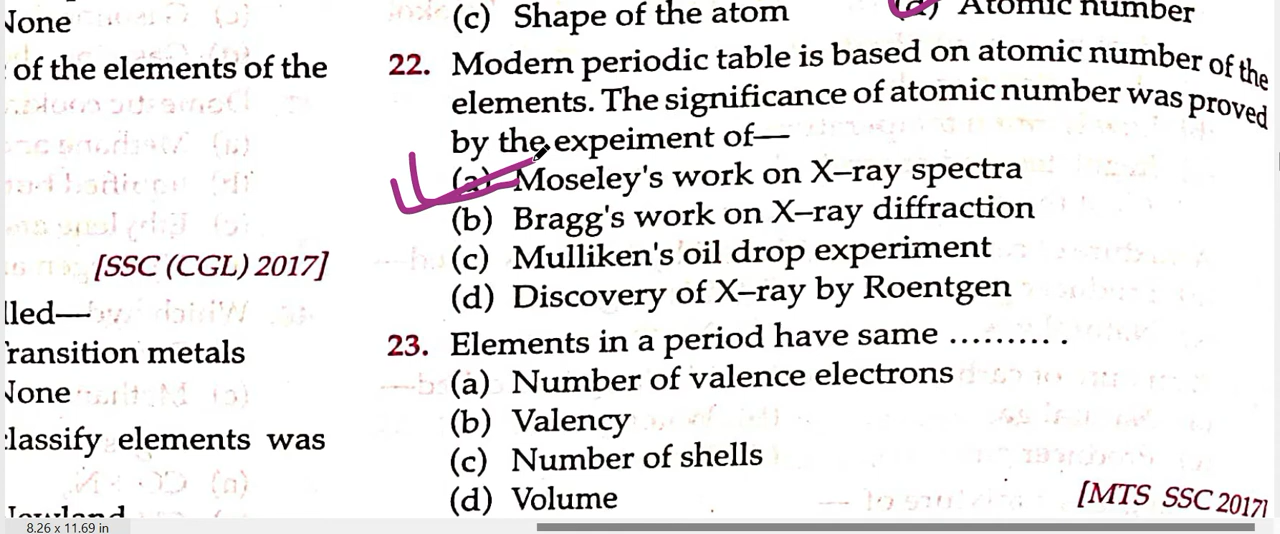 None
of the elements of the
[SSC (CGL) 2017]
lled—
Transition metals
None
classify elements was
(c) Shape of the atom
(d) Atomic number
22. Modern periodic table is based on atomic number of the
elements. The significance of atomic number was proved
by the expeiment of—
(a) Moseley's work on X–ray spectra
(b) Bragg's work on X–ray diffraction
(c) Mulliken's oil drop experiment
(d) Discovery of X–ray by Roentgen
23. Elements in a period have same ..........
(a) Number of valence electrons
(b) Valency
(c) Number of shells
(d) Volume
[MTS SSC 2017]
8.26 x 11.69 in